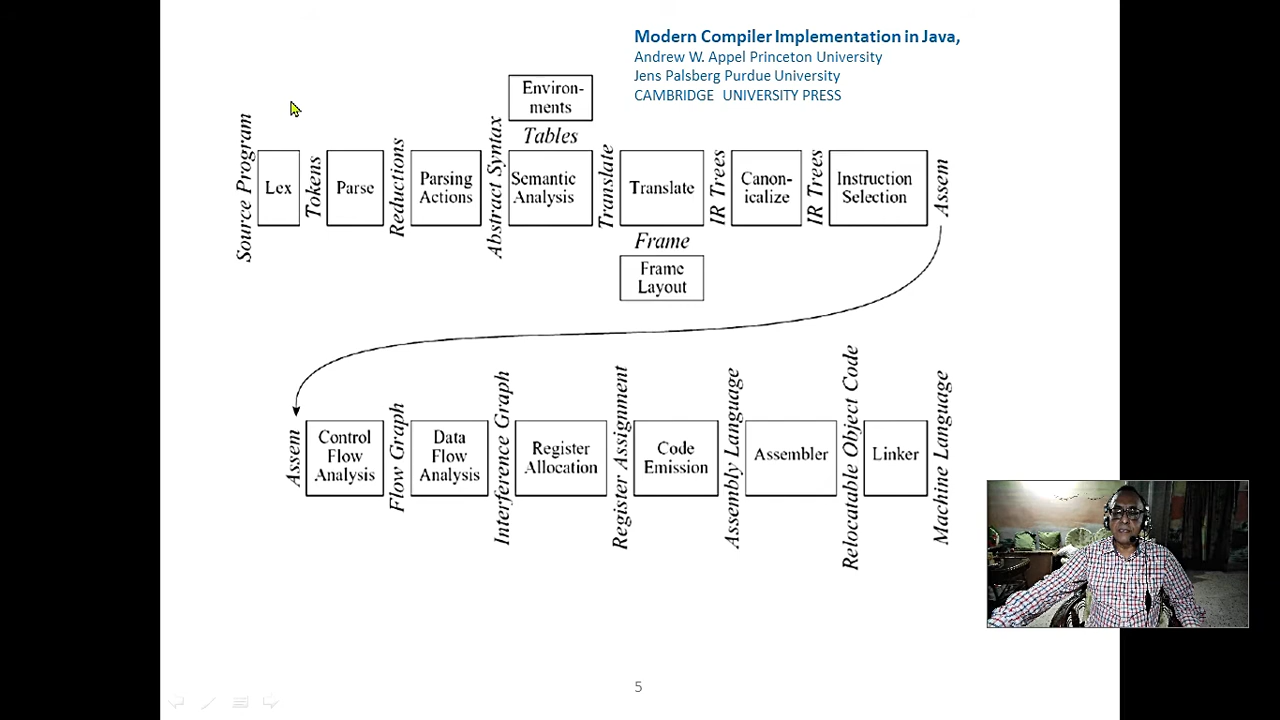 Modern Compiler Implementation in Java,
Andrew W. Appel Princeton University
Jens Palsberg Purdue University
CAMBRIDGE UNIVERSITY PRESS
Environ-
ments
Tables
Source Program
Lex
Tokens
Parse
Reductions
Parsing
Actions
Abstract Syntax
Semantic
Analysis
Translate
Translate
IR Trees
Canon-
icalize
IR Trees
Instruction
Selection
Assem
Frame
Frame
Layout
Assem
Control
Flow
Analysis
Flow Graph
Data
Flow
Analysis
Interference Graph
Register
Allocation
Register Assignment
Code
Emission
Assembly Language
Assembler
Relocatable Object Code
Linker
Machine Language
5